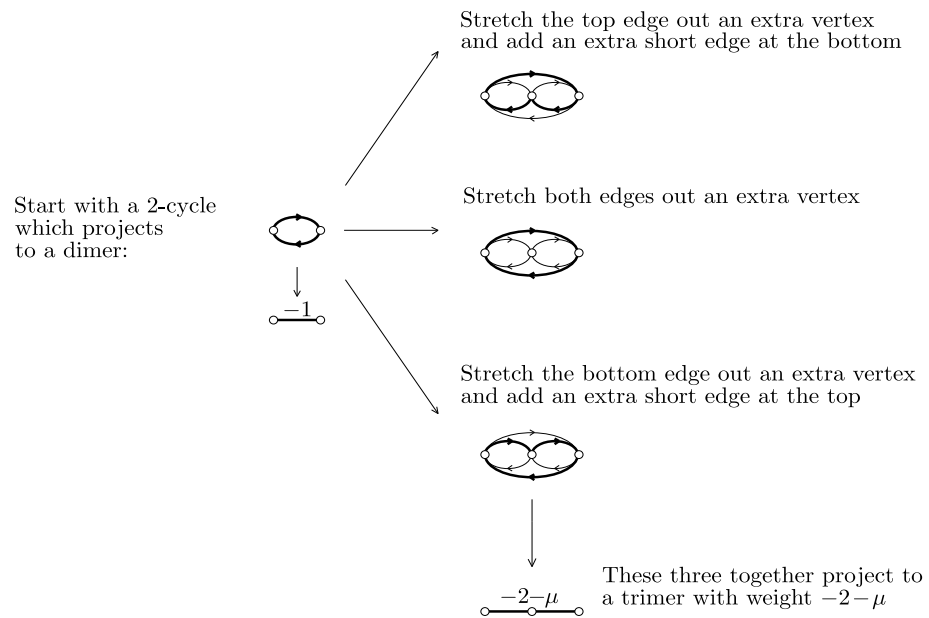 Stretch the top edge out an extra vertex
and add an extra short edge at the bottom
Start with a 2-cycle
which projects
to a dimer:
−1
Stretch both edges out an extra vertex
Stretch the bottom edge out an extra vertex
and add an extra short edge at the top
−2−μ
These three together project to
a trimer with weight −2−μ